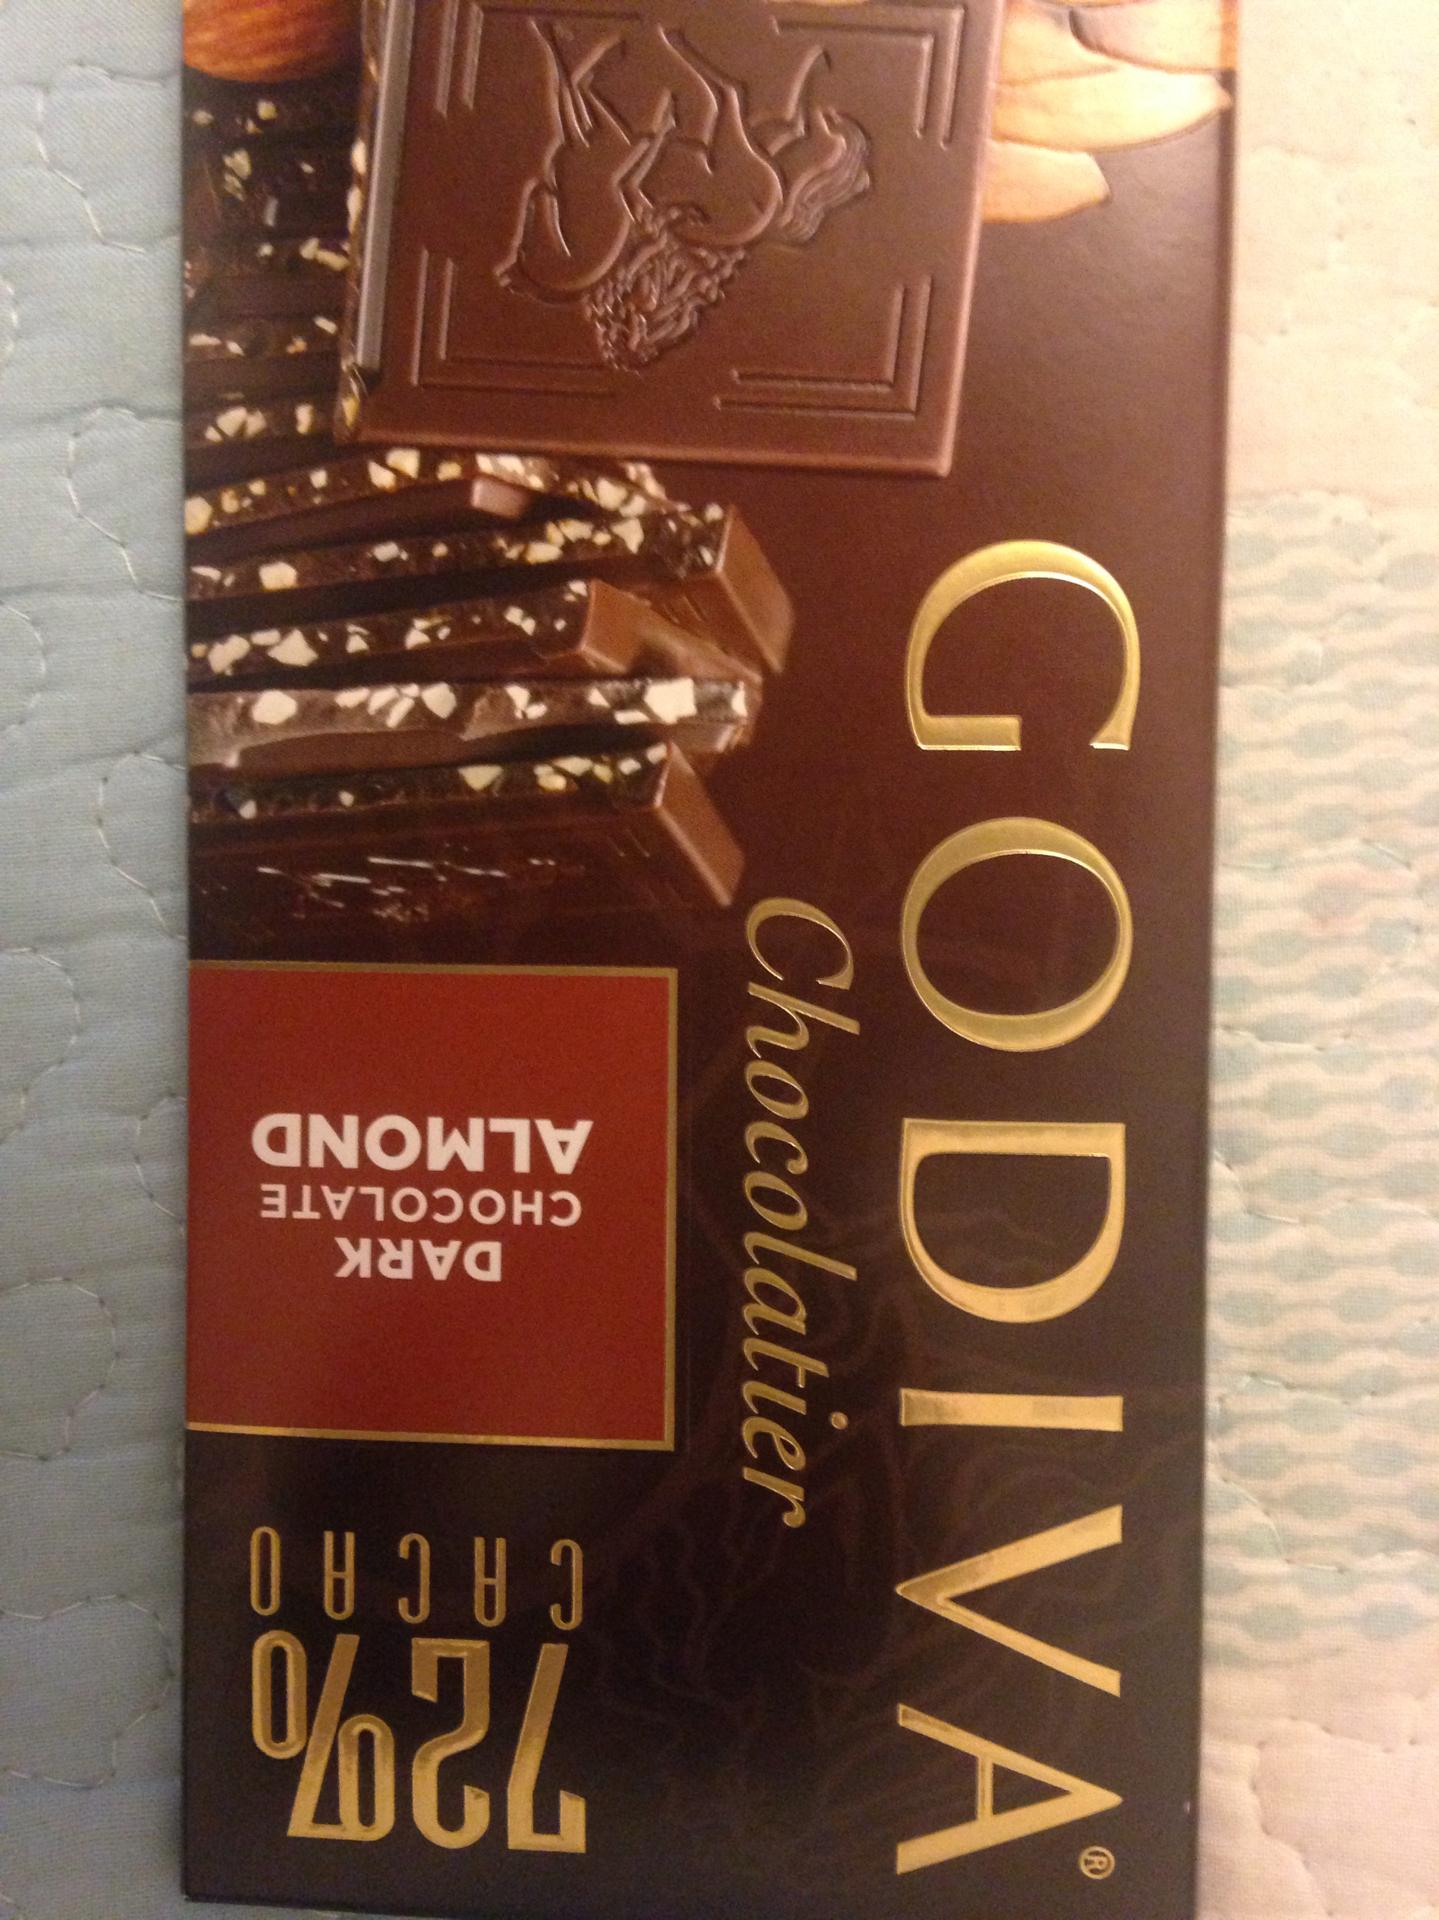 72%
CACAO
DARK
CHOCOLATE
ALMOND
GODIVA®
Chocolatier